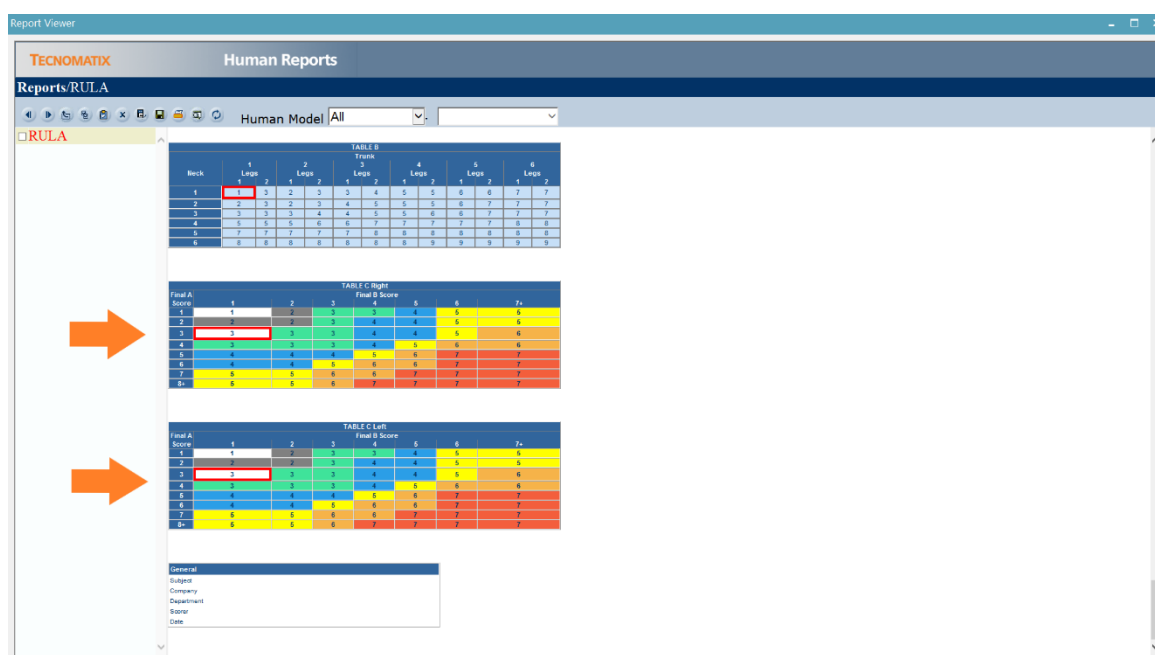 Report Viewer
TECNOMATIX Human Reports
Reports/RULA
Human Model All
RULA
TABLE B
Trunk
Neck 1 2 3 4 5 6
Legs Legs Legs Legs Legs Legs
1 2 1 2 1 2 1 2 1 2 1 2
1 1 3 2 3 3 4 5 5 6 6 7 7
2 2 3 2 3 4 5 5 5 6 7 7 7
3 3 3 3 4 4 5 5 6 6 7 7 7
4 5 5 5 6 6 7 7 7 7 7 8 8
5 7 7 7 7 7 8 8 8 8 8 8 8
6 8 8 8 8 8 8 8 9 9 9 9 9
TABLE C Right
Final A Final B Score
Score 1 2 3 4 5 6 7+
1 1 2 3 3 4 5 5
2 2 2 3 4 4 5 5
3 3 3 3 4 4 5 6
4 3 3 3 4 5 6 6
5 4 4 4 5 6 7 7
6 4 4 5 6 6 7 7
7 5 5 6 6 7 7 7
8+ 5 5 6 7 7 7 7
TABLE C Left
Final A Final B Score
Score 1 2 3 4 5 6 7+
1 1 2 3 3 4 5 5
2 2 2 3 4 4 5 5
3 3 3 3 4 4 5 6
4 3 3 3 4 5 6 6
5 4 4 4 5 6 7 7
6 4 4 5 6 6 7 7
7 5 5 6 6 7 7 7
8+ 5 5 6 7 7 7 7
General
Subject
Company
Department
Scorer
Date